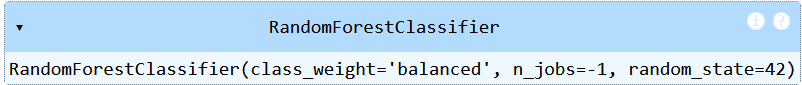 ▾ RandomForestClassifier i ?
RandomForestClassifier(class_weight='balanced', n_jobs=-1, random_state=42)